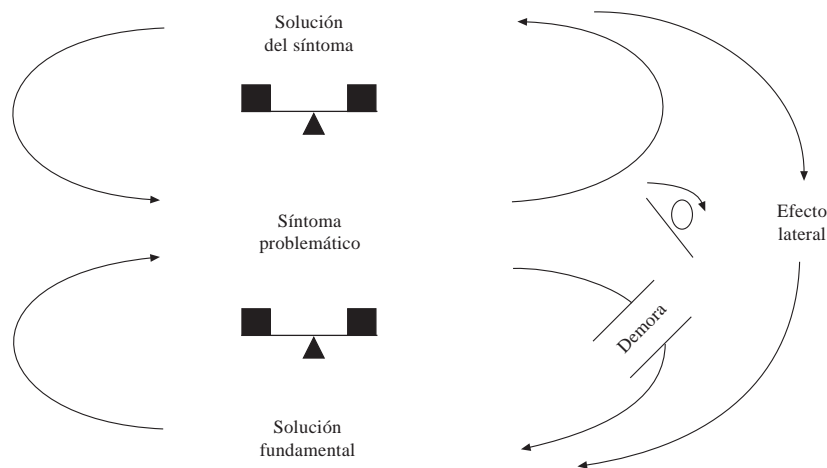 Solución
del síntoma
Síntoma
problemático
Efecto
lateral
Demora
Solución
fundamental